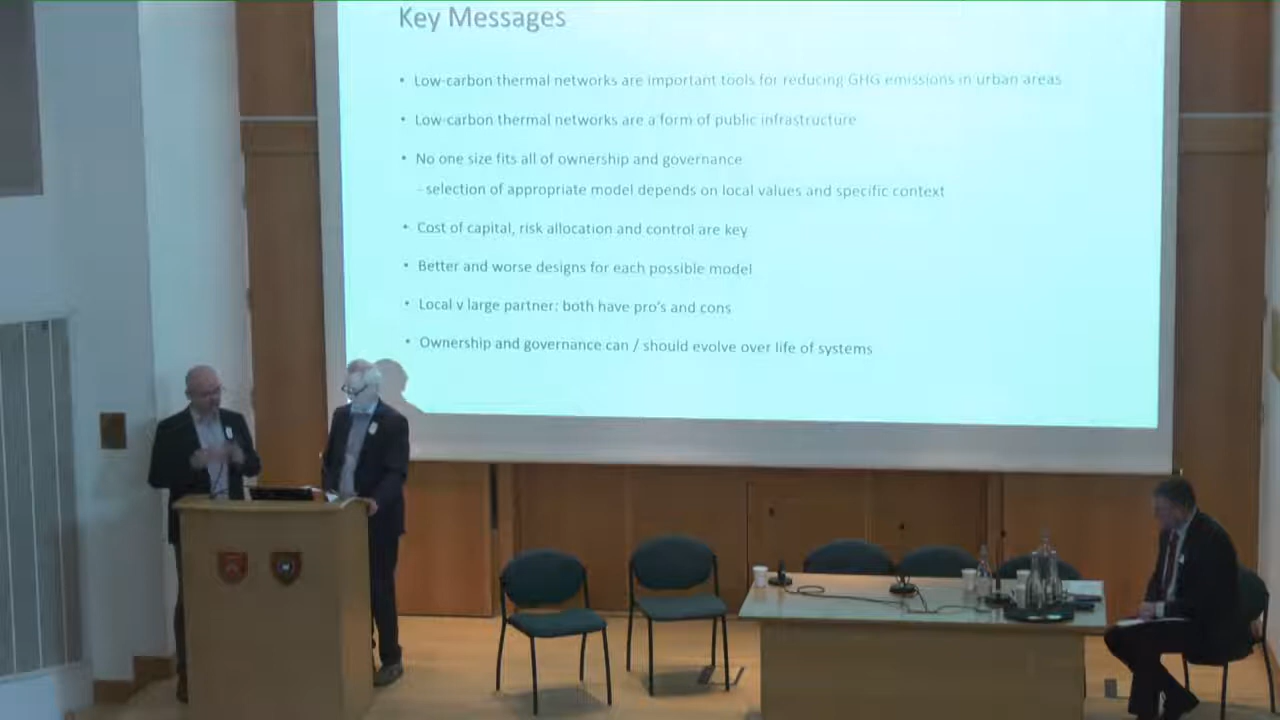 Key Messages
• Low-carbon thermal networks are important tools for reducing GHG emissions in urban areas
• Low-carbon thermal networks are a form of public infrastructure
• No one size fits all of ownership and governance
–selection of appropriate model depends on local values and specific context
• Cost of capital, risk allocation and control are key
• Better and worse designs for each possible model
• Local v large partner: both have pro's and cons
• Ownership and governance can / should evolve over life of systems